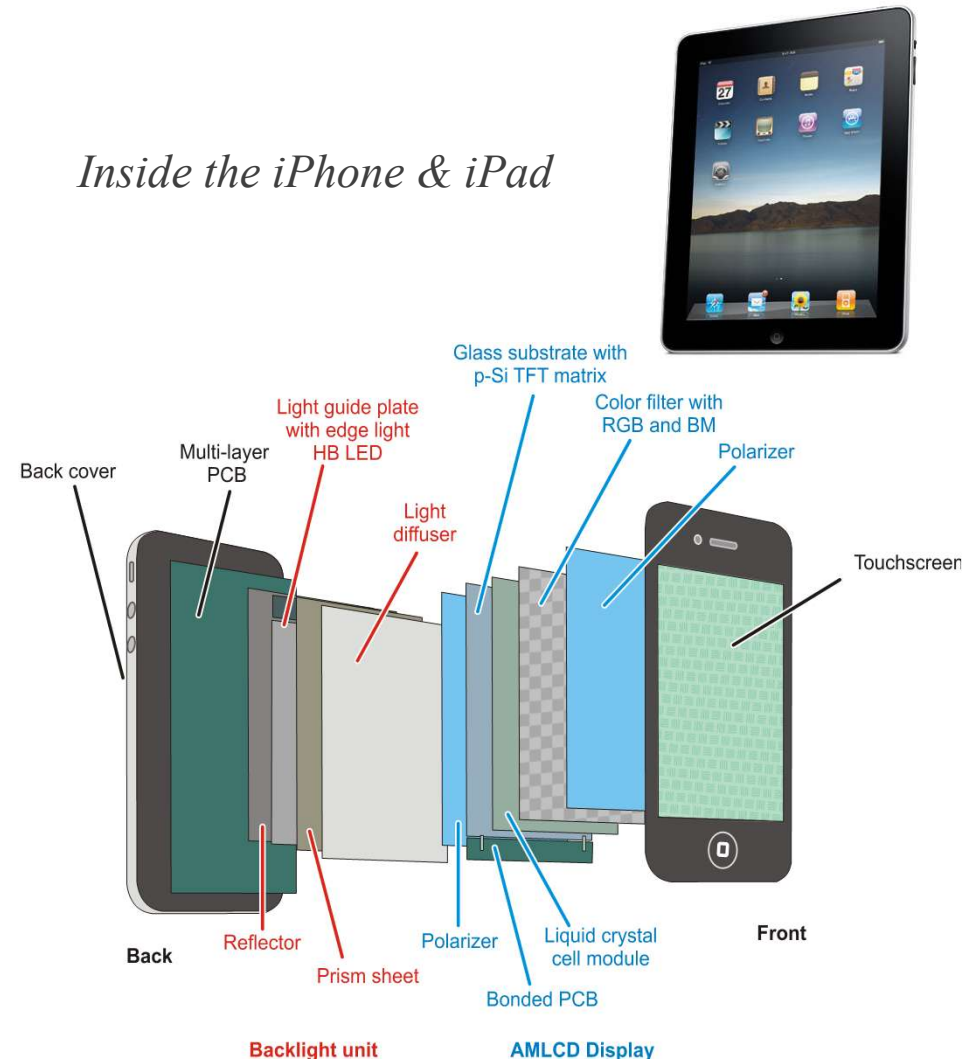 Inside the iPhone & iPad
27
Glass substrate with
p-Si TFT matrix
Light guide plate
with edge light
HB LED
Color filter with
RGB and BM
Multi-layer
PCB
Polarizer
Back cover
Light
diffuser
Touchscreen
Reflector
Polarizer
Liquid crystal
cell module
Front
Back
Prism sheet
Bonded PCB
Backlight unit
AMLCD Display